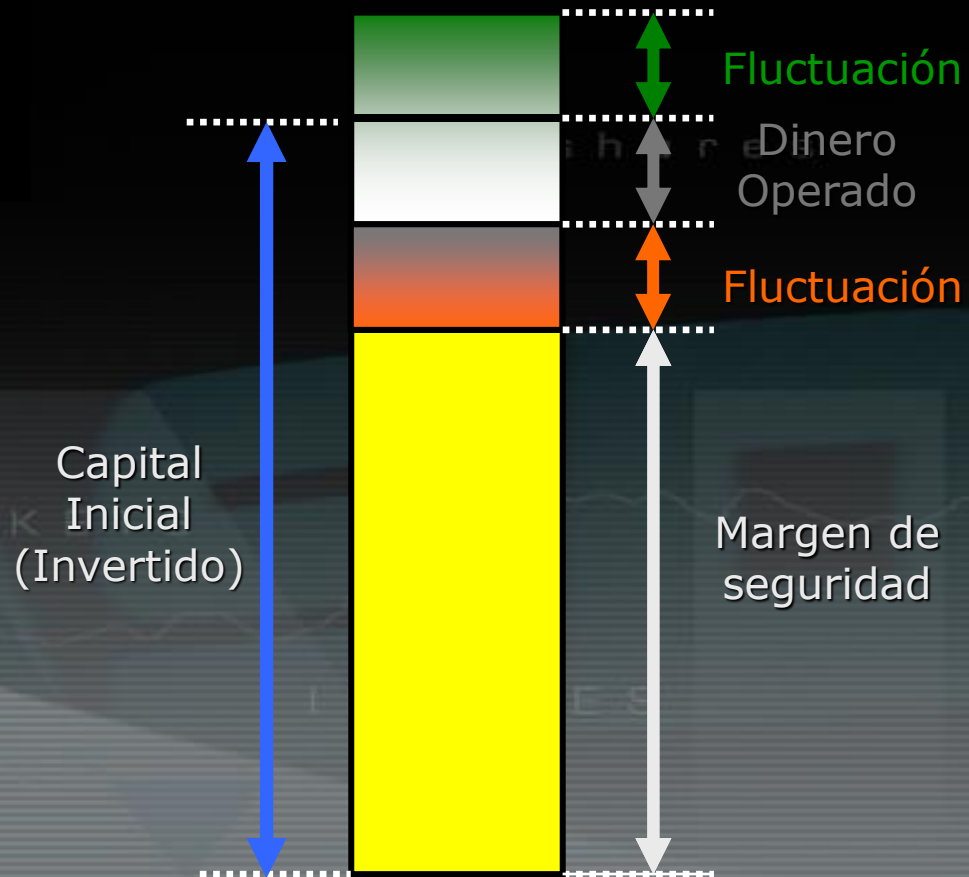 Fluctuación
Dinero
Operado
Fluctuación
Capital
Inicial
(Invertido)
Margen de
seguridad